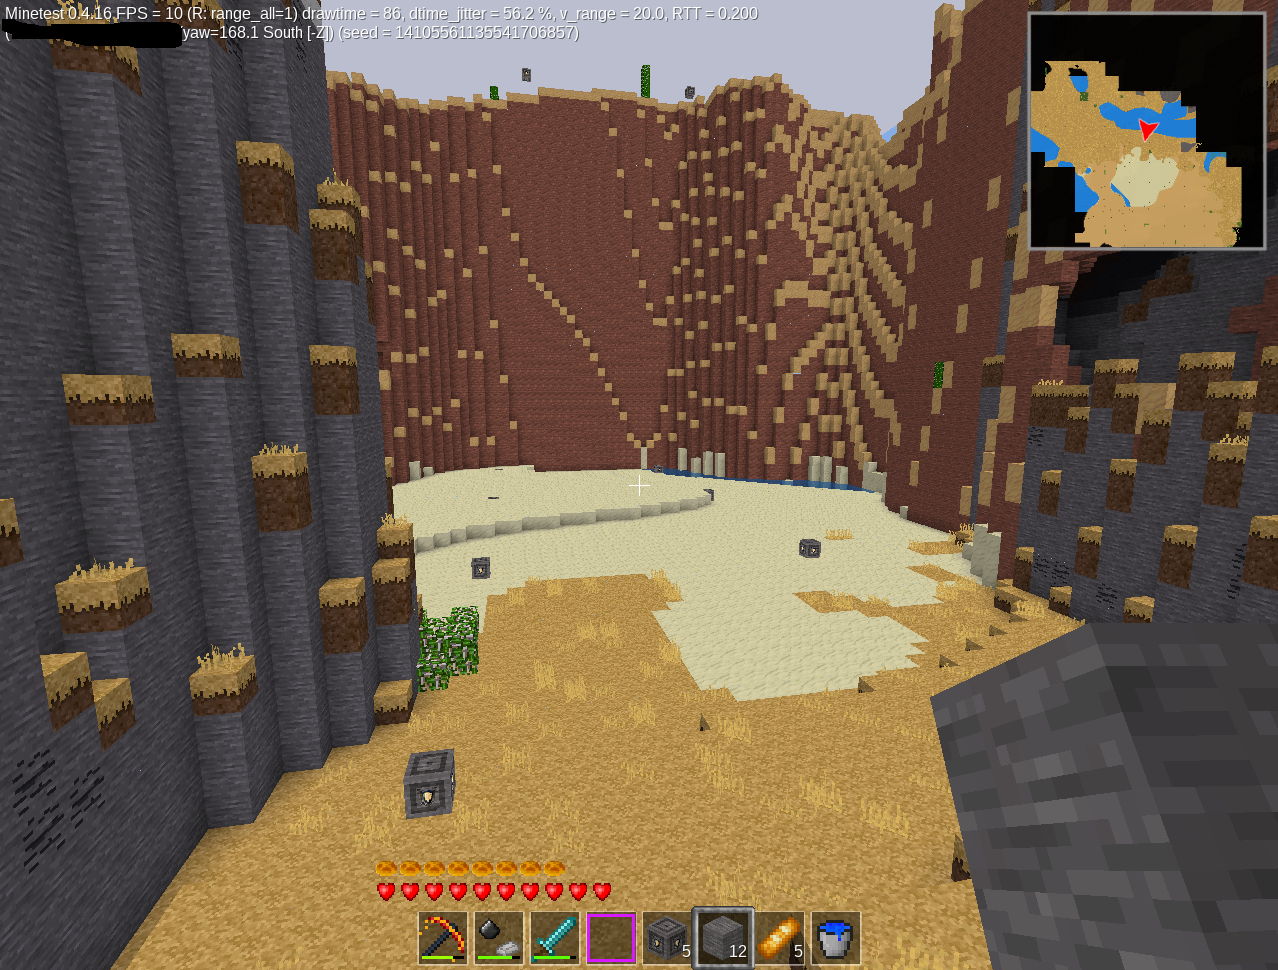 Minetest 0.4.16 FPS = 10 (R: range_all=1) drawtime = 86, dtime_jitter = 56.2 %, v_range = 20.0, RTT = 0.200
( yaw=168.1 South [-Z]) (seed = 14105561135541706857)
5 12 5